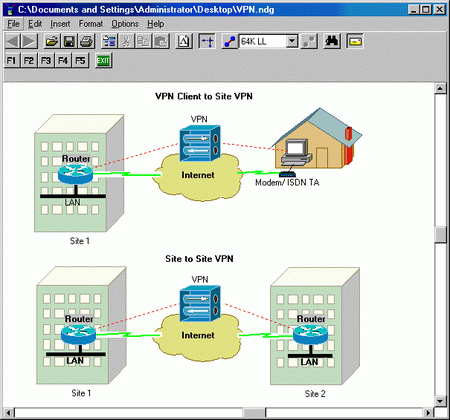 C:\Documents and Settings\Administrator\Desktop\VPN.ndg
File Edit Insert Format Options Help
A 64K LL
F1 F2 F3 F4 F5 EXIT
VPN Client to Site VPN
VPN
Router
Internet
Modem/ ISDN TA
LAN
Site 1
Site to Site VPN
VPN
Router
Internet
Router
LAN
LAN
Site 1
Site 2